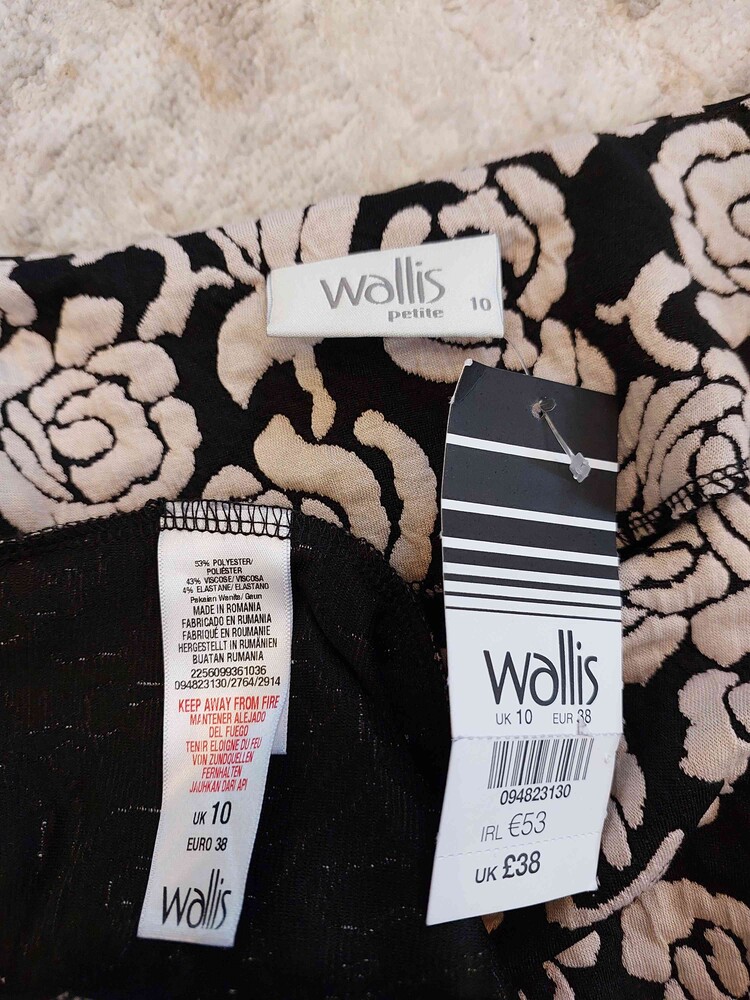 wallis
petite
10
wallis
UK 10 EUR 38
094823130
IRL €53
UK £38
53% POLYESTER/
POLIÉSTER
43% VISCOSE/ VISCOSA
4% ELASTANE/ ELASTANO
Pakaian Wanita/ Gaun
MADE IN ROMANIA
FABRICADO EN RUMANIA
FABRIQUÉ EN ROUMANIE
HERGESTELLT IN RUMÄNIEN
BUATAN RUMANIA
2256099361036
094823130/2764/2914
KEEP AWAY FROM FIRE
MANTENER ALEJADO
DEL FUEGO
TENIR ELOIGNE DU FEU
VON ZUNDQUELLEN
FERNHALTEN
JAUHKAN DARI API
UK 10
EURO 38
wallis